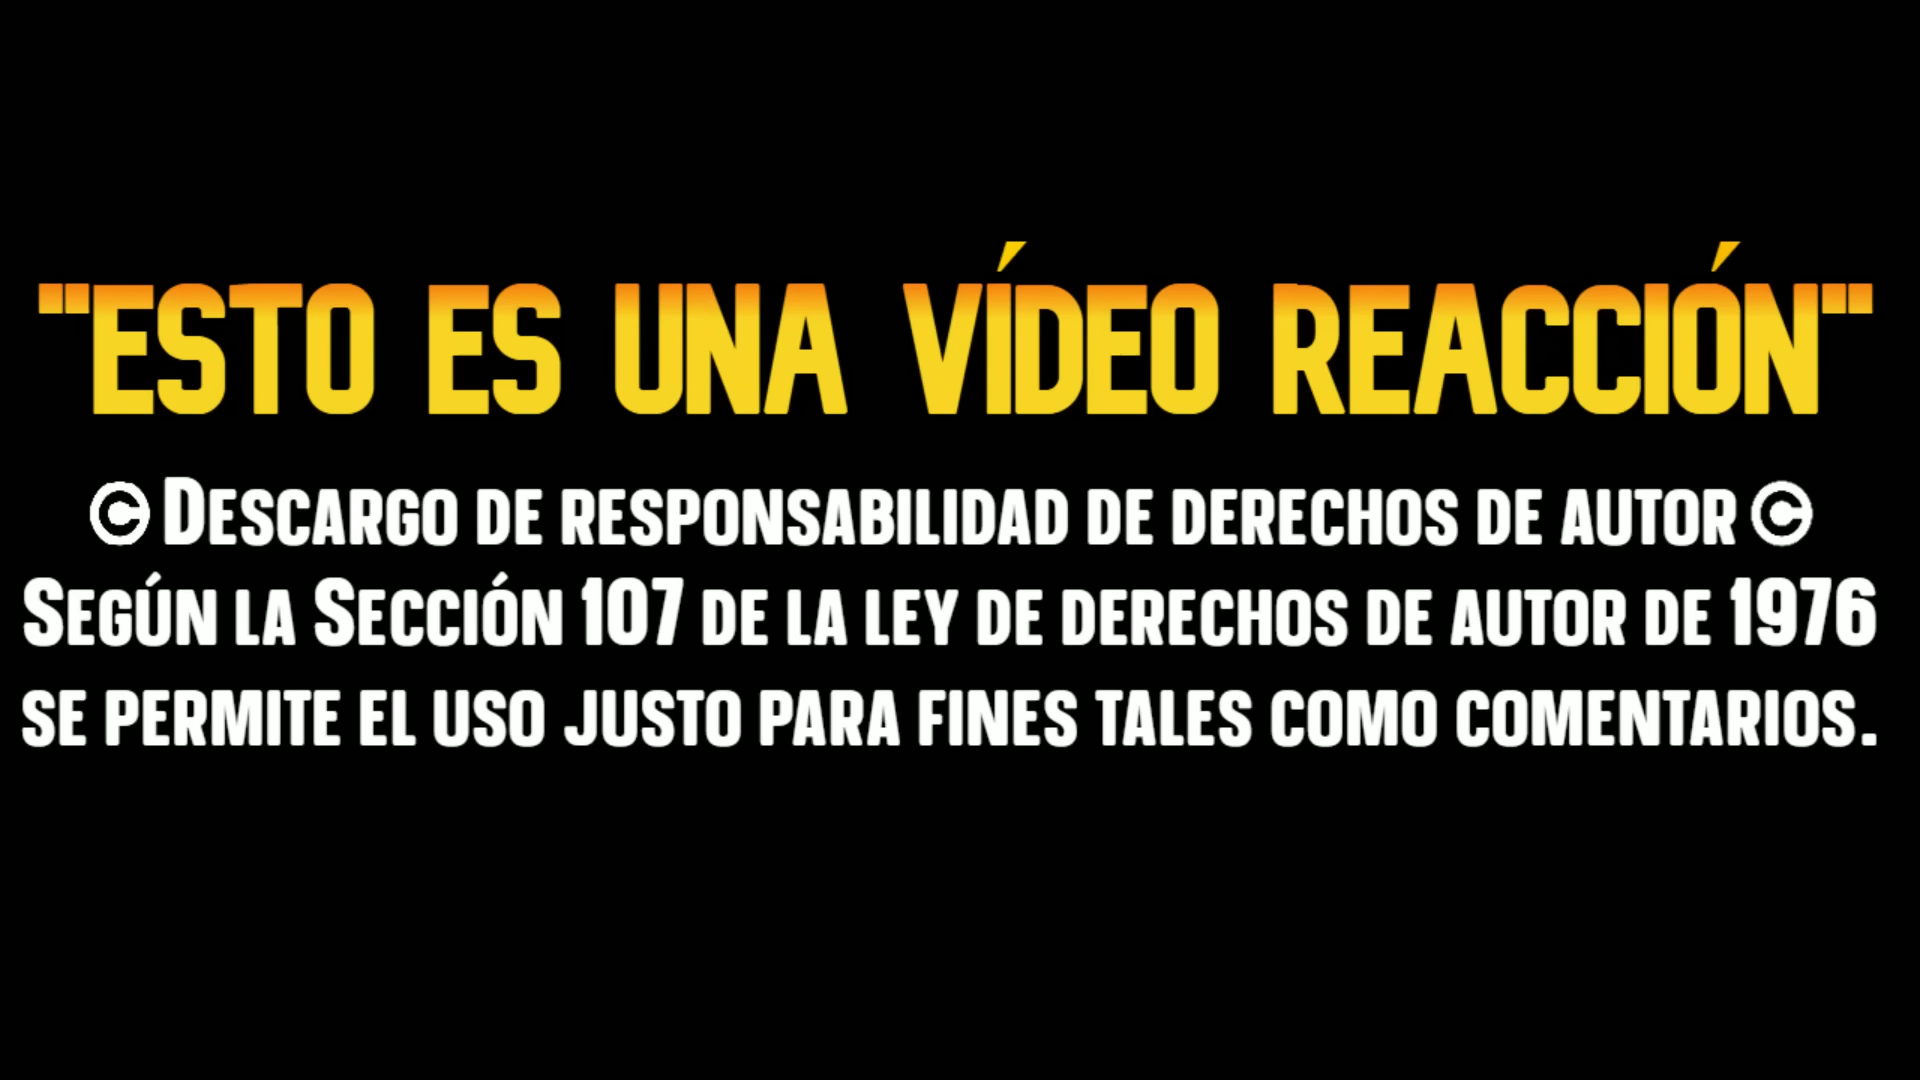 "ESTO ES UNA VÍDEO REACCIÓN"
© Descargo de responsabilidad de derechos de autor ©
Según la Sección 107 de la ley de derechos de autor de 1976
se permite el uso justo para fines tales como comentarios.